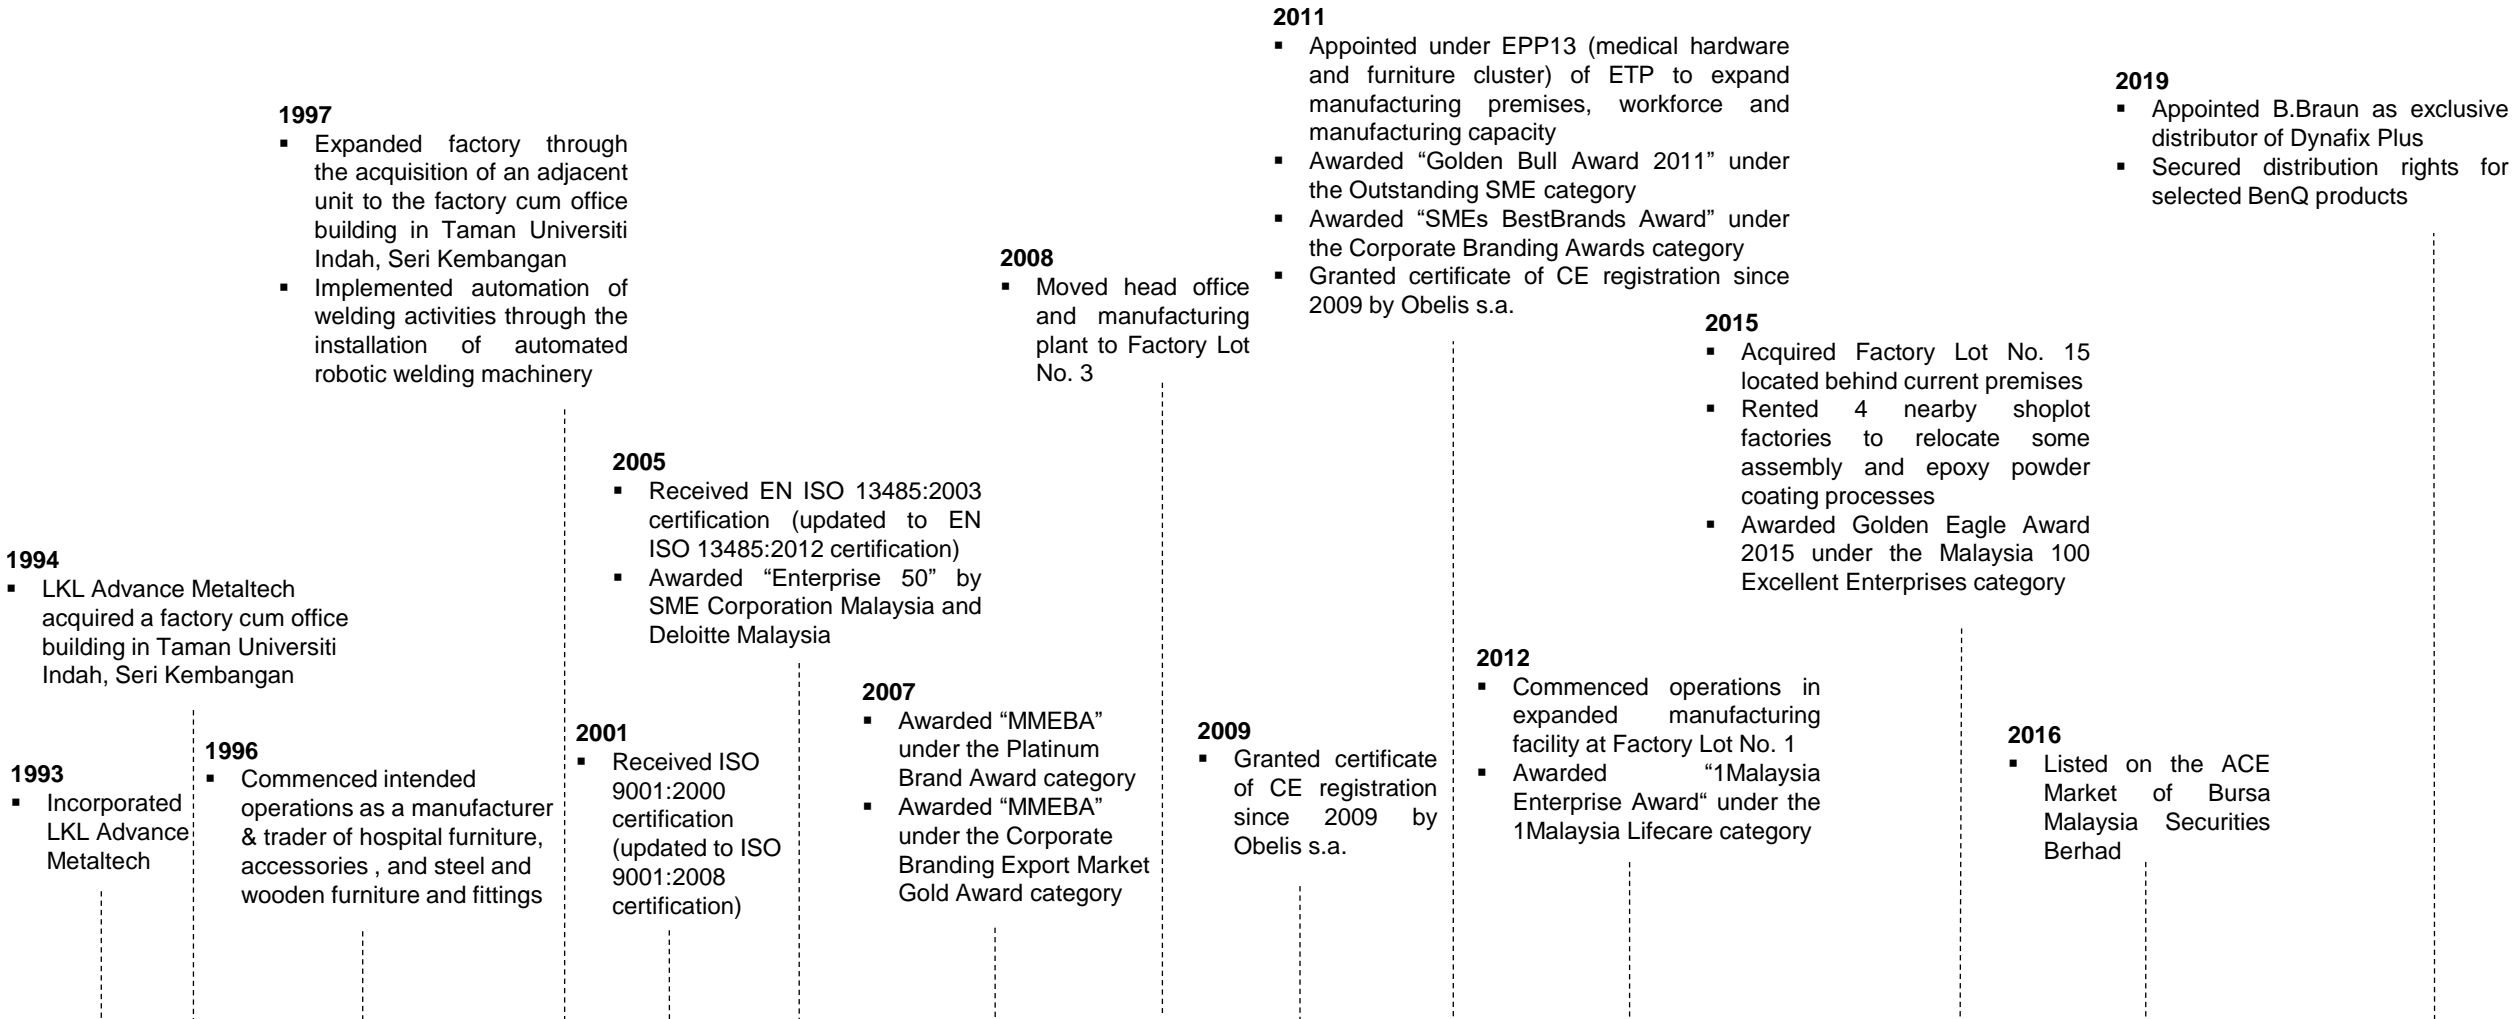 1993
▪ Incorporated
LKL Advance
Metaltech
1994
▪ LKL Advance Metaltech
acquired a factory cum office
building in Taman Universiti
Indah, Seri Kembangan
1996
▪ Commenced intended
operations as a manufacturer
& trader of hospital furniture,
accessories , and steel and
wooden furniture and fittings
1997
▪ Expanded factory through
the acquisition of an adjacent
unit to the factory cum office
building in Taman Universiti
Indah, Seri Kembangan
▪ Implemented automation of
welding activities through the
installation of automated
robotic welding machinery
2001
▪ Received ISO
9001:2000
certification
(updated to ISO
9001:2008
certification)
2005
▪ Received EN ISO 13485:2003
certification (updated to EN
ISO 13485:2012 certification)
▪ Awarded “Enterprise 50” by
SME Corporation Malaysia and
Deloitte Malaysia
2007
▪ Awarded “MMEBA”
under the Platinum
Brand Award category
▪ Awarded “MMEBA”
under the Corporate
Branding Export Market
Gold Award category
2008
▪ Moved head office
and manufacturing
plant to Factory Lot
No. 3
2009
▪ Granted certificate
of CE registration
since 2009 by
Obelis s.a.
2011
▪ Appointed under EPP13 (medical hardware
and furniture cluster) of ETP to expand
manufacturing premises, workforce and
manufacturing capacity
▪ Awarded “Golden Bull Award 2011” under
the Outstanding SME category
▪ Awarded “SMEs BestBrands Award” under
the Corporate Branding Awards category
▪ Granted certificate of CE registration since
2009 by Obelis s.a.
2012
▪ Commenced operations in
expanded manufacturing
facility at Factory Lot No. 1
▪ Awarded “1Malaysia
Enterprise Award“ under the
1Malaysia Lifecare category
2015
▪ Acquired Factory Lot No. 15
located behind current premises
▪ Rented 4 nearby shoplot
factories to relocate some
assembly and epoxy powder
coating processes
▪ Awarded Golden Eagle Award
2015 under the Malaysia 100
Excellent Enterprises category
2016
▪ Listed on the ACE
Market of Bursa
Malaysia Securities
Berhad
2019
▪ Appointed B.Braun as exclusive
distributor of Dynafix Plus
▪ Secured distribution rights for
selected BenQ products